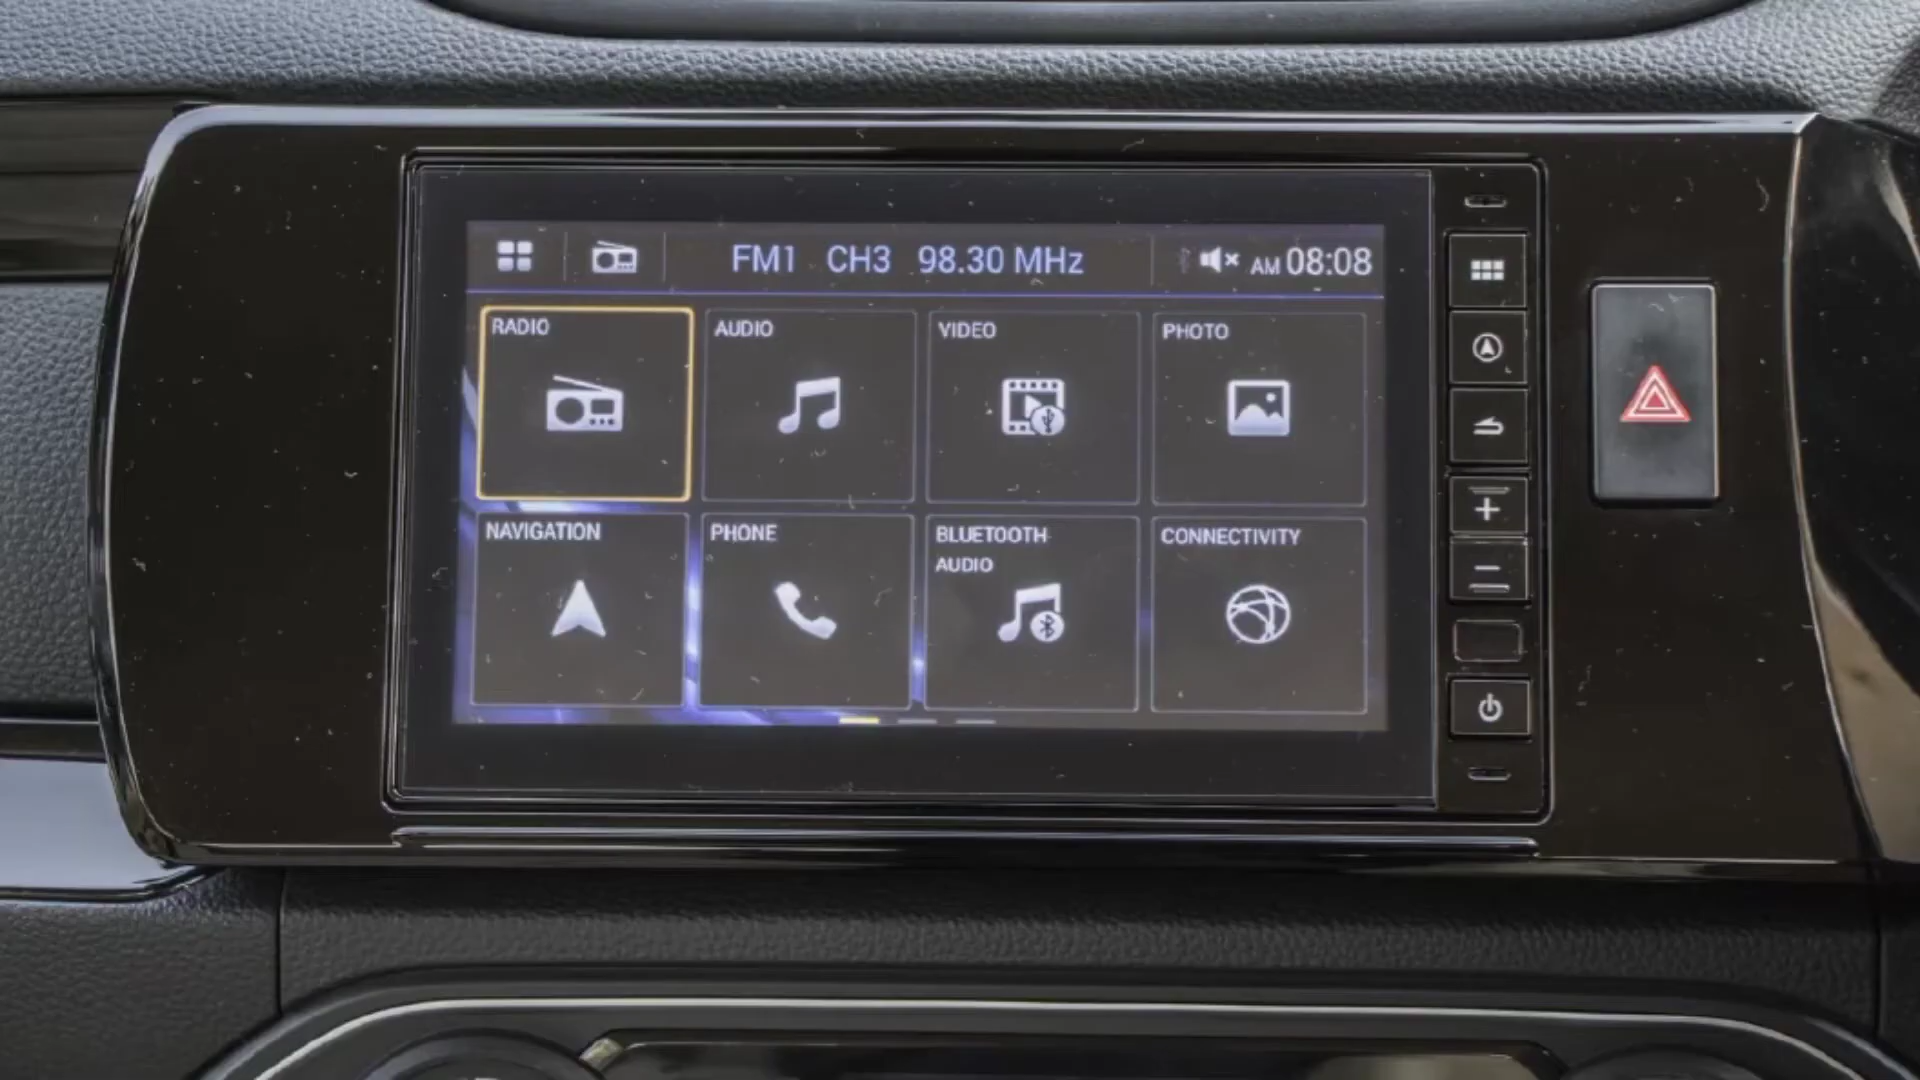 FM1 CH3 98.30 MHz AM 08:08
RADIO AUDIO VIDEO PHOTO
NAVIGATION PHONE BLUETOOTH CONNECTIVITY
AUDIO